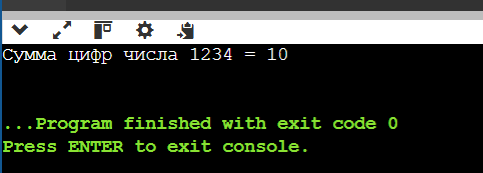 Сумма цифр числа 1234 = 10
...Program finished with exit code 0
Press ENTER to exit console.